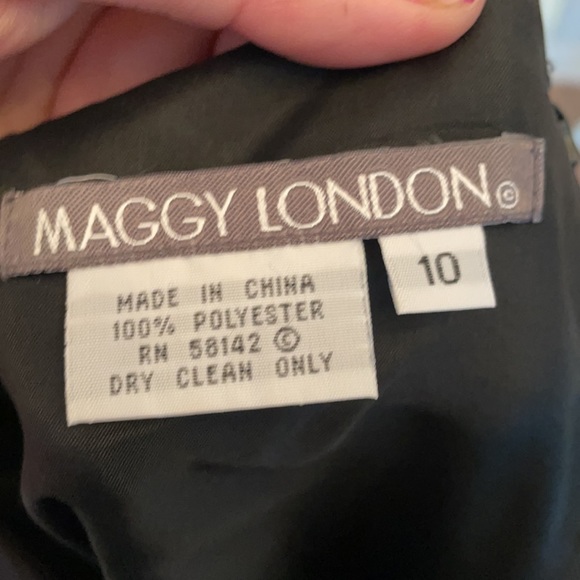 MAGGY LONDON ©
10
MADE IN CHINA
100% POLYESTER
RN 58142 ©
DRY CLEAN ONLY